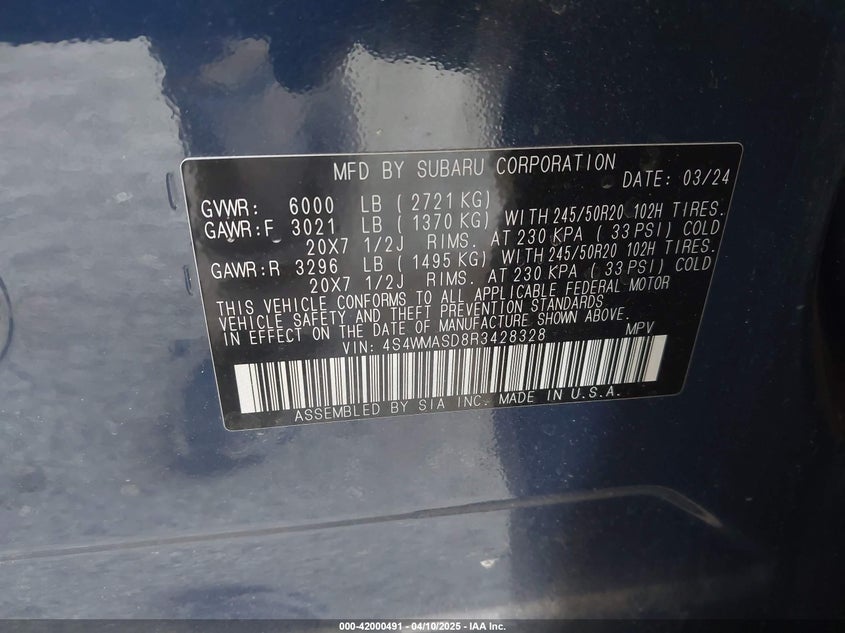 MFD BY SUBARU CORPORATION
DATE: 03/24
GVWR: 6000 LB ( 2721 KG)
GAWR:F 3021 LB ( 1370 KG) WITH 245/50R20 102H TIRES.
20X7 1/2J RIMS. AT 230 KPA ( 33 PSI) COLD
GAWR:R 3296 LB ( 1495 KG) WITH 245/50R20 102H TIRES.
20X7 1/2J RIMS. AT 230 KPA ( 33 PSI) COLD
THIS VEHICLE CONFORMS TO ALL APPLICABLE FEDERAL MOTOR
VEHICLE SAFETY AND THEFT PREVENTION STANDARDS
IN EFFECT ON THE DATE OF MANUFACTURE SHOWN ABOVE.
VIN: 4S4WMASD8R3428328 MPV
ASSEMBLED BY SIA INC. MADE IN U.S.A.
000-42000491 - 04/10/2025 - IAA Inc.